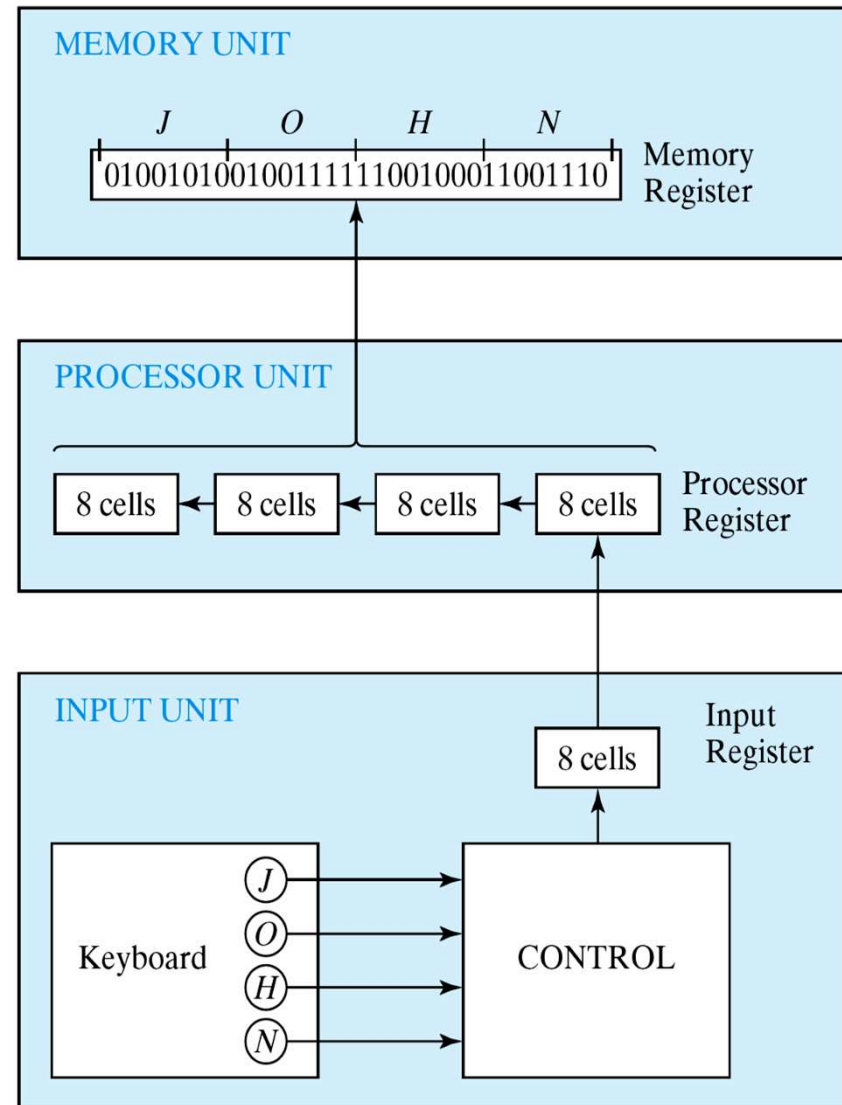 MEMORY UNIT
J O H N
01001010010011111100100011001110
Memory
Register
PROCESSOR UNIT
8 cells 8 cells 8 cells 8 cells
Processor
Register
INPUT UNIT
Input
Register
8 cells
J
O
Keyboard
CONTROL
H
N